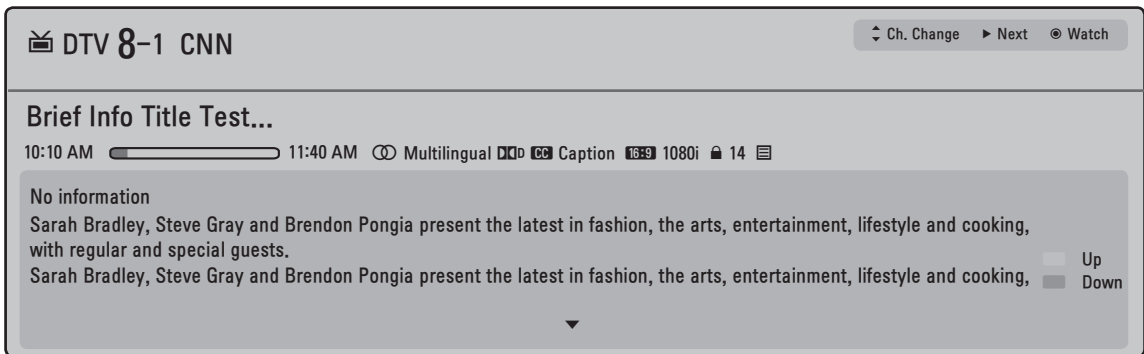 DTV 8-1 CNN
Ch. Change Next Watch
Brief Info Title Test...
10:10 AM 11:40 AM Multilingual DD D CC Caption 16:9 1080i 14
No information
Sarah Bradley, Steve Gray and Brendon Pongia present the latest in fashion, the arts, entertainment, lifestyle and cooking,
with regular and special guests.
Sarah Bradley, Steve Gray and Brendon Pongia present the latest in fashion, the arts, entertainment, lifestyle and cooking,
Up
Down